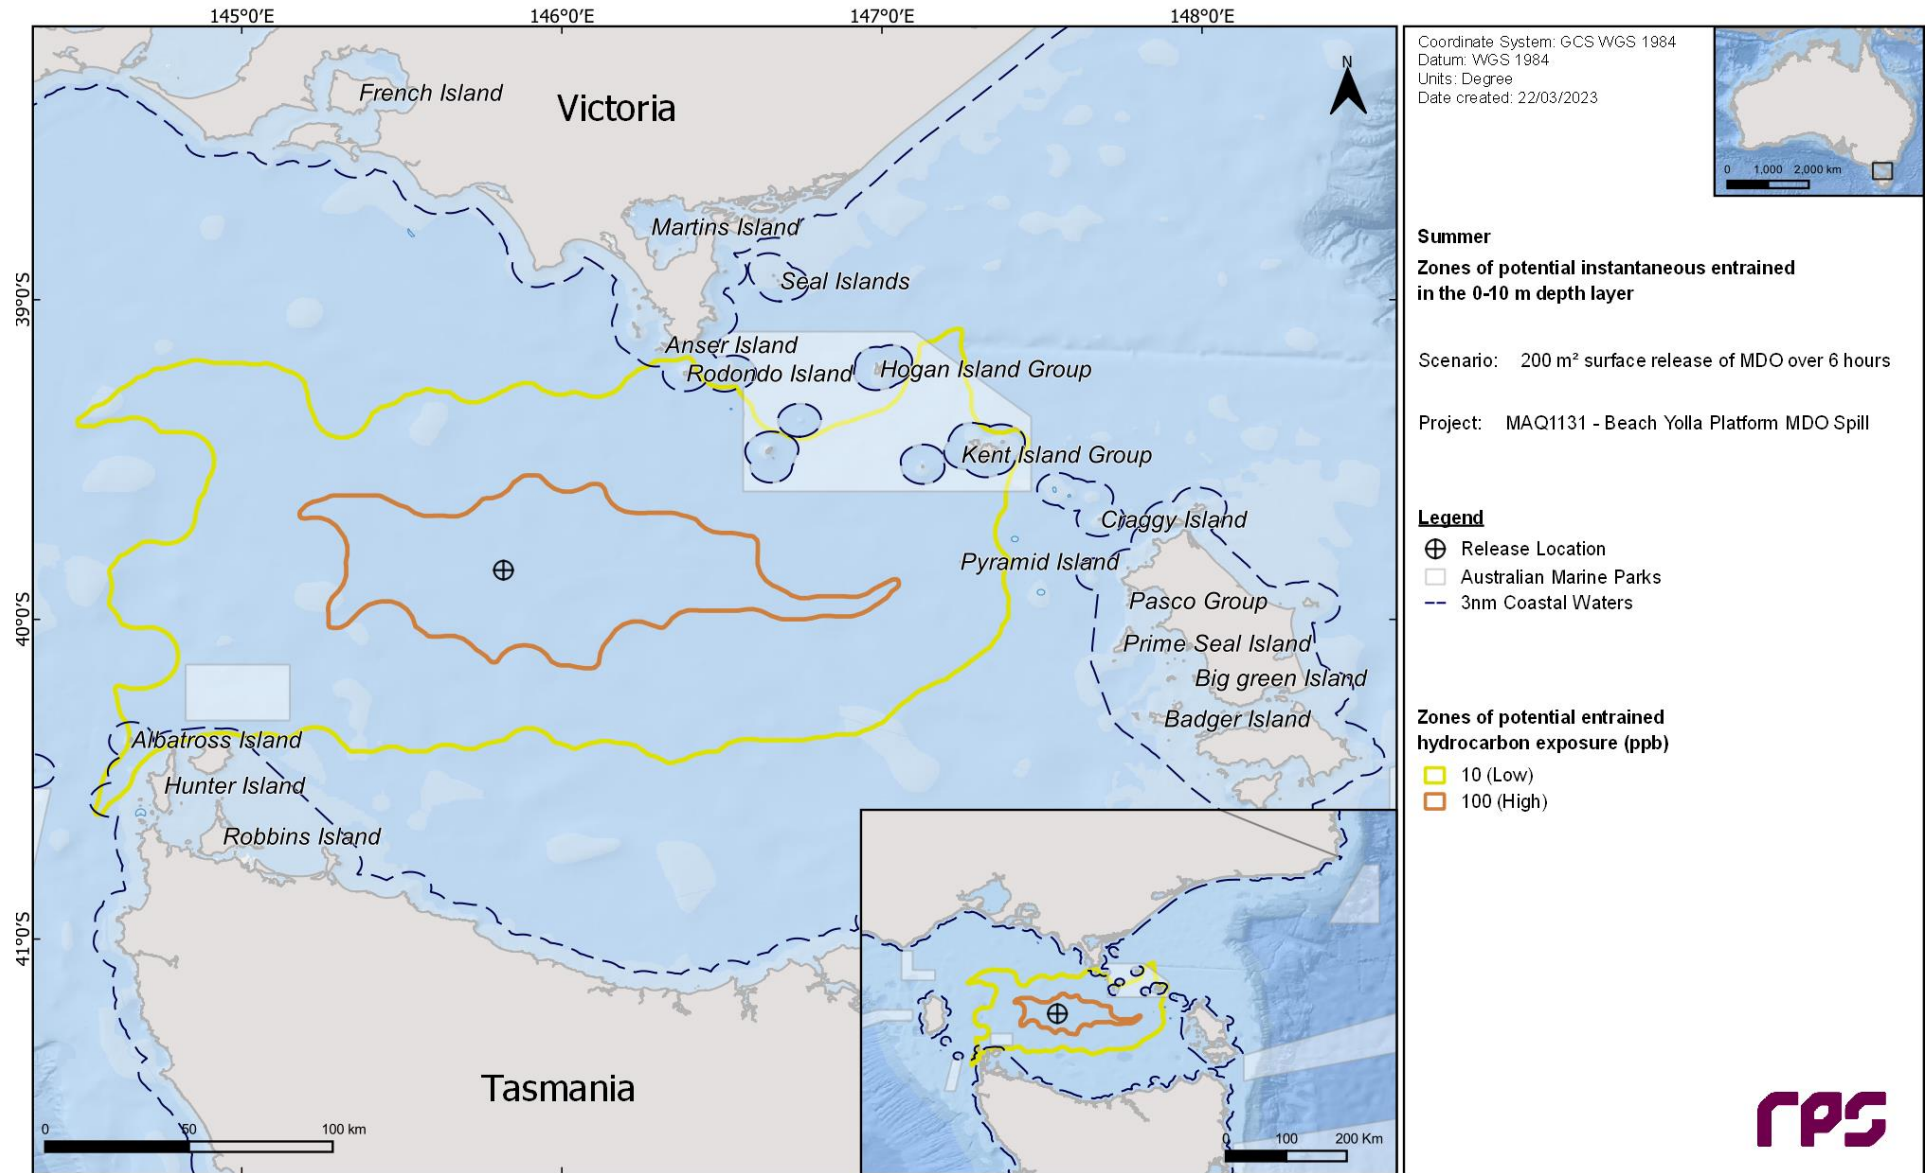 145°0'E
146°0'E
147°0'E
148°0'E
39°0'S
40°0'S
41°0'S
N
French Island
Victoria
Martins Island
Seal Islands
Anser Island
Rodondo Island
Hogan Island Group
Kent Island Group
Craggy Island
Pyramid Island
Pasco Group
Prime Seal Island
Big green Island
Badger Island
Albatross Island
Hunter Island
Robbins Island
Tasmania
0 50 100 km
0 100 200 Km
Coordinate System: GCS WGS 1984
Datum: WGS 1984
Units: Degree
Date created: 22/03/2023
0 1,000 2,000 km
Summer
Zones of potential instantaneous entrained
in the 0-10 m depth layer
Scenario: 200 m² surface release of MDO over 6 hours
Project: MAQ1131 - Beach Yolla Platform MDO Spill
Legend
Release Location
Australian Marine Parks
3nm Coastal Waters
Zones of potential entrained
hydrocarbon exposure (ppb)
10 (Low)
100 (High)
rps